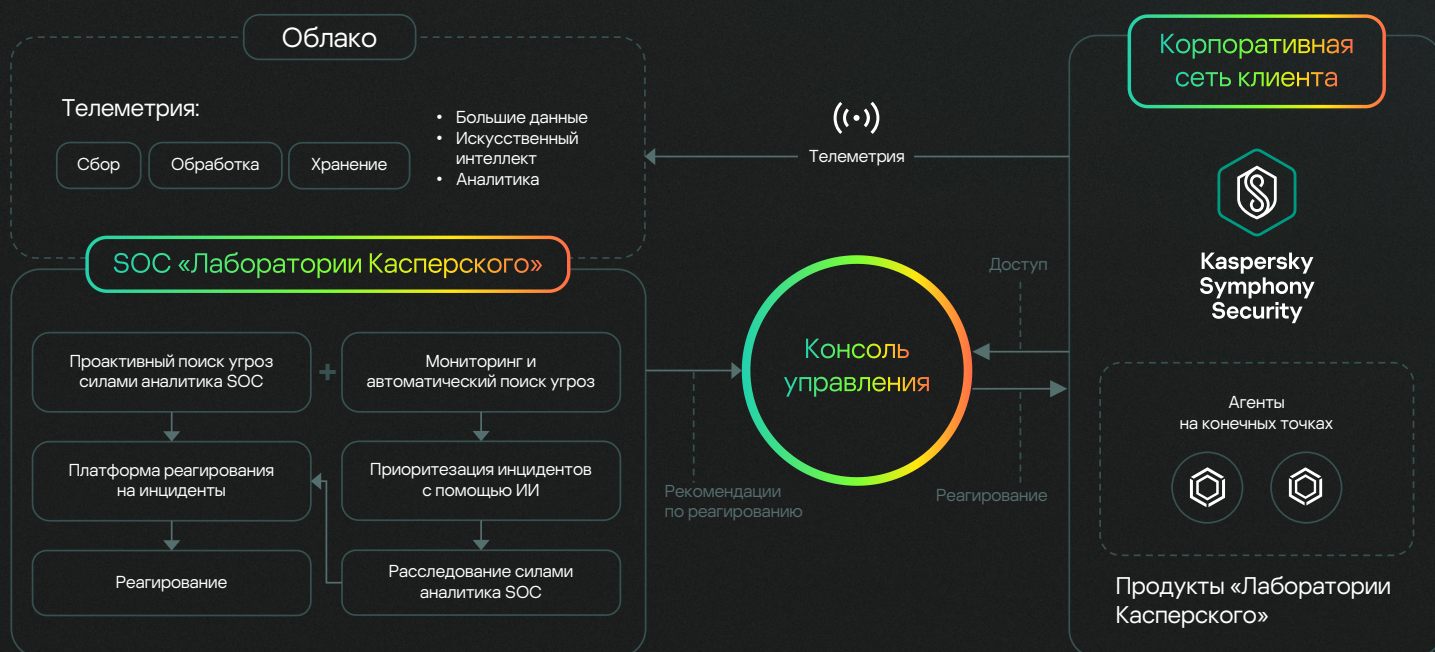 Облако
Телеметрия:
Сбор
Обработка
Хранение
• Большие данные
• Искусственный
интеллект
• Аналитика
Телеметрия
Корпоративная
сеть клиента
Kaspersky
Symphony
Security
SOC «Лаборатории Касперского»
Проактивный поиск угроз
силами аналитика SOC
+
Мониторинг и
автоматический поиск угроз
Платформа реагирования
на инциденты
Приоритезация инцидентов
с помощью ИИ
Реагирование
Расследование силами
аналитика SOC
Рекомендации
по реагированию
Консоль
управления
Доступ
Реагирование
Агенты
на конечных точках
Продукты «Лаборатории
Касперского»